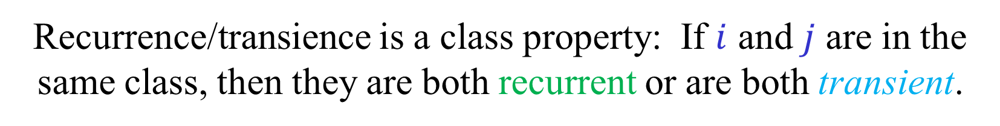 Recurrence/transience is a class property:  If i and j are in the
same class, then they are both recurrent or are both transient.